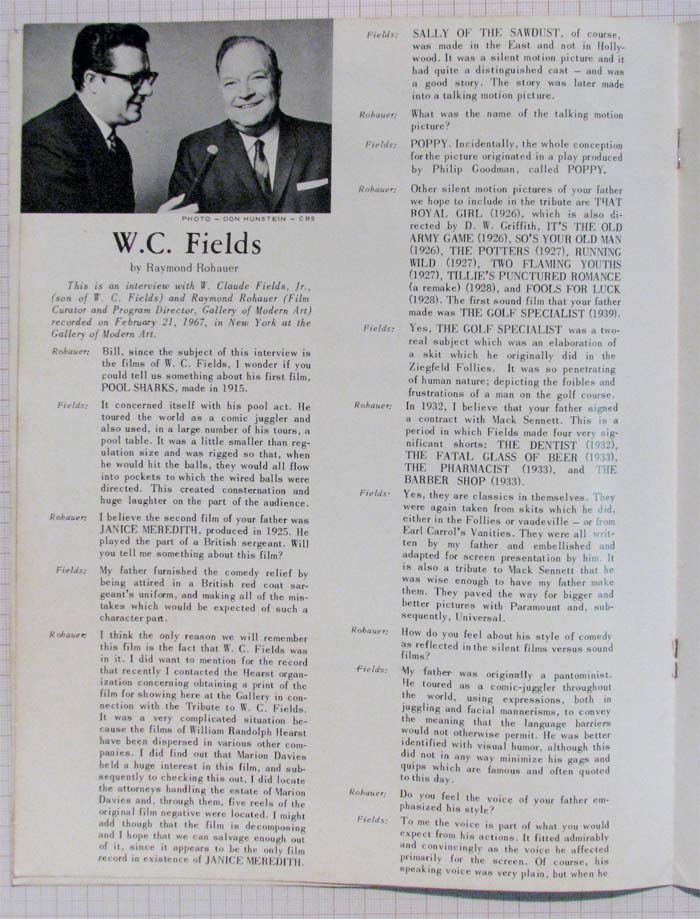 PHOTO – DON HUNSTEIN – CBS
W.C. Fields
by Raymond Rohauer
This is an interview with W. Claude Fields, Jr.,
(son of W. C. Fields) and Raymond Rohauer (Film
Curator and Program Director, Gallery of Modern Art)
recorded on February 21, 1967, in New York at the
Gallery of Modern Art.
Rohauer: Bill, since the subject of this interview is
the films of W. C. Fields, I wonder if you
could tell us something about his first film,
POOL SHARKS, made in 1915.
Fields: It concerned itself with his pool act. He
toured the world as a comic juggler and
also used, in a large number of his tours, a
pool table. It was a little smaller than reg-
ulation size and was rigged so that, when
he would hit the balls, they would all flow
into pockets to which the wired balls were
directed. This created consternation and
huge laughter on the part of the audience.
Rohauer: I believe the second film of your father was
JANICE MEREDITH, produced in 1925. He
played the part of a British sergeant. Will
you tell me something about this film?
Fields: My father furnished the comedy relief by
being attired in a British red coat sar-
geant's uniform, and making all of the mis-
takes which would be expected of such a
character part.
Rohauer: I think the only reason we will remember
this film is the fact that W. C. Fields was
in it. I did want to mention for the record
that recently I contacted the Hearst organ-
ization concerning obtaining a print of the
film for showing here at the Gallery in con-
nection with the Tribute to W. C. Fields.
It was a very complicated situation be-
cause the films of William Randolph Hearst
have been dispersed in various other com-
panies. I did find out that Marion Davies
held a huge interest in this film, and sub-
sequently to checking this out, I did locate
the attorneys handling the estate of Marion
Davies and, through them, five reels of the
original film negative were located. I might
add though that the film is decomposing
and I hope that we can salvage enough out
of it, since it appears to be the only film
record in existence of JANICE MEREDITH.
Fields: SALLY OF THE SAWDUST, of course,
was made in the East and not in Holly-
wood. It was a silent motion picture and it
had quite a distinguished cast – and was
a good story. The story was later made
into a talking motion picture.
Rohauer: What was the name of the talking motion
picture?
Fields: POPPY. Incidentally, the whole conception
for the picture originated in a play produced
by Philip Goodman, called POPPY.
Rohauer: Other silent motion pictures of your father
we hope to include in the tribute are THAT
ROYAL GIRL (1926), which is also di-
rected by D. W. Griffith, IT'S THE OLD
ARMY GAME (1926), SO'S YOUR OLD MAN
(1926), THE POTTERS (1927), RUNNING
WILD (1927), TWO FLAMING YOUTHS
(1927), TILLIE'S PUNCTURED ROMANCE
(a remake) (1928), and FOOLS FOR LUCK
(1928). The first sound film that your father
made was THE GOLF SPECIALIST (1939).
Fields: Yes, THE GOLF SPECIALIST was a two-
real subject which was an elaboration of
a skit which he originally did in the
Ziegfeld Follies. It was so penetrating
of human nature; depicting the foibles and
frustrations of a man on the golf course.
Rohauer: In 1932, I believe that your father signed
a contract with Mack Sennett. This is a
period in which Fields made four very sig-
nificant shorts: THE DENTIST (1932),
THE FATAL GLASS OF BEER (1933),
THE PHARMACIST (1933), and THE
BARBER SHOP (1933).
Fields: Yes, they are classics in themselves. They
were again taken from skits which he did,
either in the Follies or vaudeville – or from
Earl Carrol's Vanities. They were all writ-
ten by my father and embellished and
adapted for screen presentation by him. It
is also a tribute to Mack Sennett that he
was wise enough to have my father make
them. They paved the way for bigger and
better pictures with Paramount and, sub-
sequently, Universal.
Rohauer: How do you feel about his style of comedy
as reflected in the silent films versus sound
films?
Fields: My father was originally a pantominist.
He toured as a comic-juggler throughout
the world, using expressions, both in
juggling and facial mannerisms, to convey
the meaning that the language barriers
would not otherwise permit. He was better
identified with visual humor, although this
did not in any way minimize his gags and
quips which are famous and often quoted
to this day.
Rohauer: Do you feel the voice of your father em-
phasized his style?
Fields: To me the voice is part of what you would
expect from his actions. It fitted admirably
and convincingly as the voice he affected
primarily for the screen. Of course, his
speaking voice was very plain, but when he